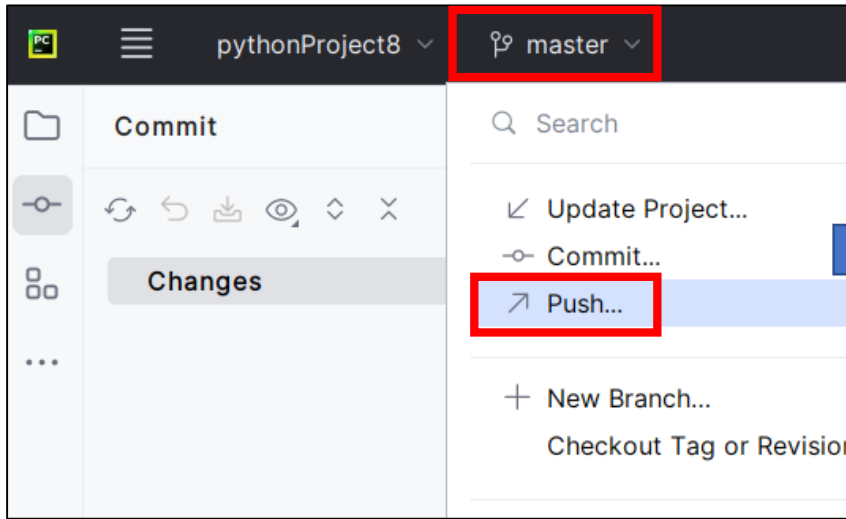 PC pythonProject8 master
Commit
Search
Update Project...
Commit...
Changes
Push...
New Branch...
Checkout Tag or Revision